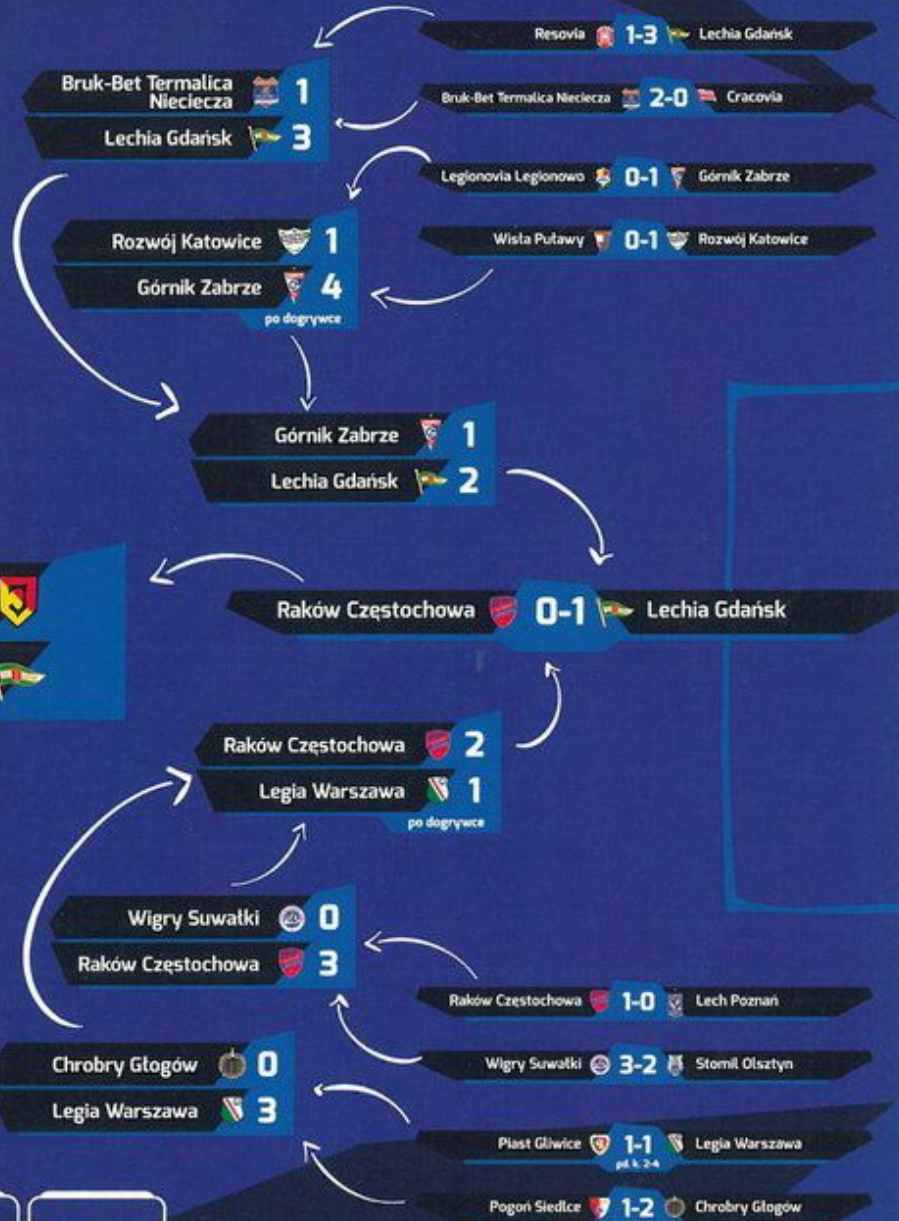 Resovia 1-3 Lechia Gdańsk
Bruk-Bet Termalica
Nieciecza 1
Lechia Gdańsk 3
Bruk-Bet Termalica Nieciecza 2-0 Cracovia
Legionovia Legionowo 0-1 Górnik Zabrze
Rozwój Katowice 1
Górnik Zabrze 4
po dogrywce
Wisła Puławy 0-1 Rozwój Katowice
Górnik Zabrze 1
Lechia Gdańsk 2
Raków Częstochowa 0-1 Lechia Gdańsk
Raków Częstochowa 2
Legia Warszawa 1
po dogrywce
Wigry Suwałki 0
Raków Częstochowa 3
Raków Częstochowa 1-0 Lech Poznań
Wigry Suwałki 3-2 Stomil Olsztyn
Chrobry Głogów 0
Legia Warszawa 3
Piast Gliwice 1-1 Legia Warszawa
pd. k. 2-4
Pogoń Siedlce 1-2 Chrobry Głogów